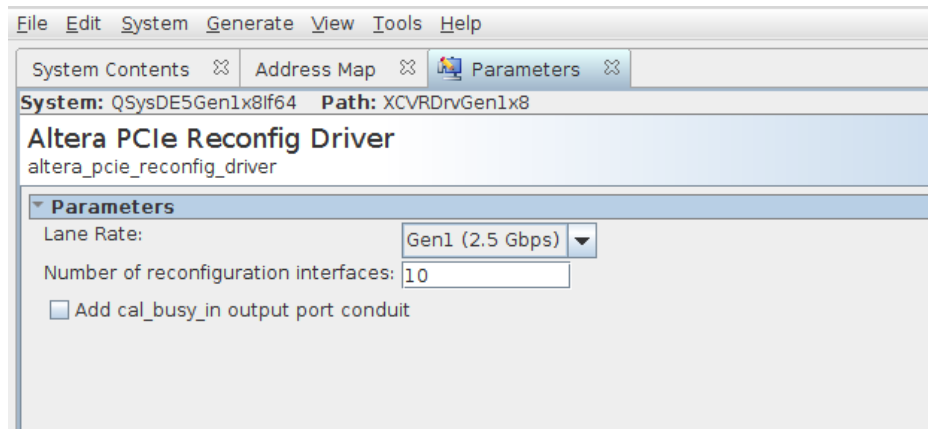 File Edit System Generate View Tools Help
System Contents Address Map Parameters
System: QSysDE5Gen1x8If64 Path: XCVRDrvGen1x8
Altera PCIe Reconfig Driver
altera_pcie_reconfig_driver
Parameters
Lane Rate: Gen1 (2.5 Gbps)
Number of reconfiguration interfaces: 10
Add cal_busy_in output port conduit